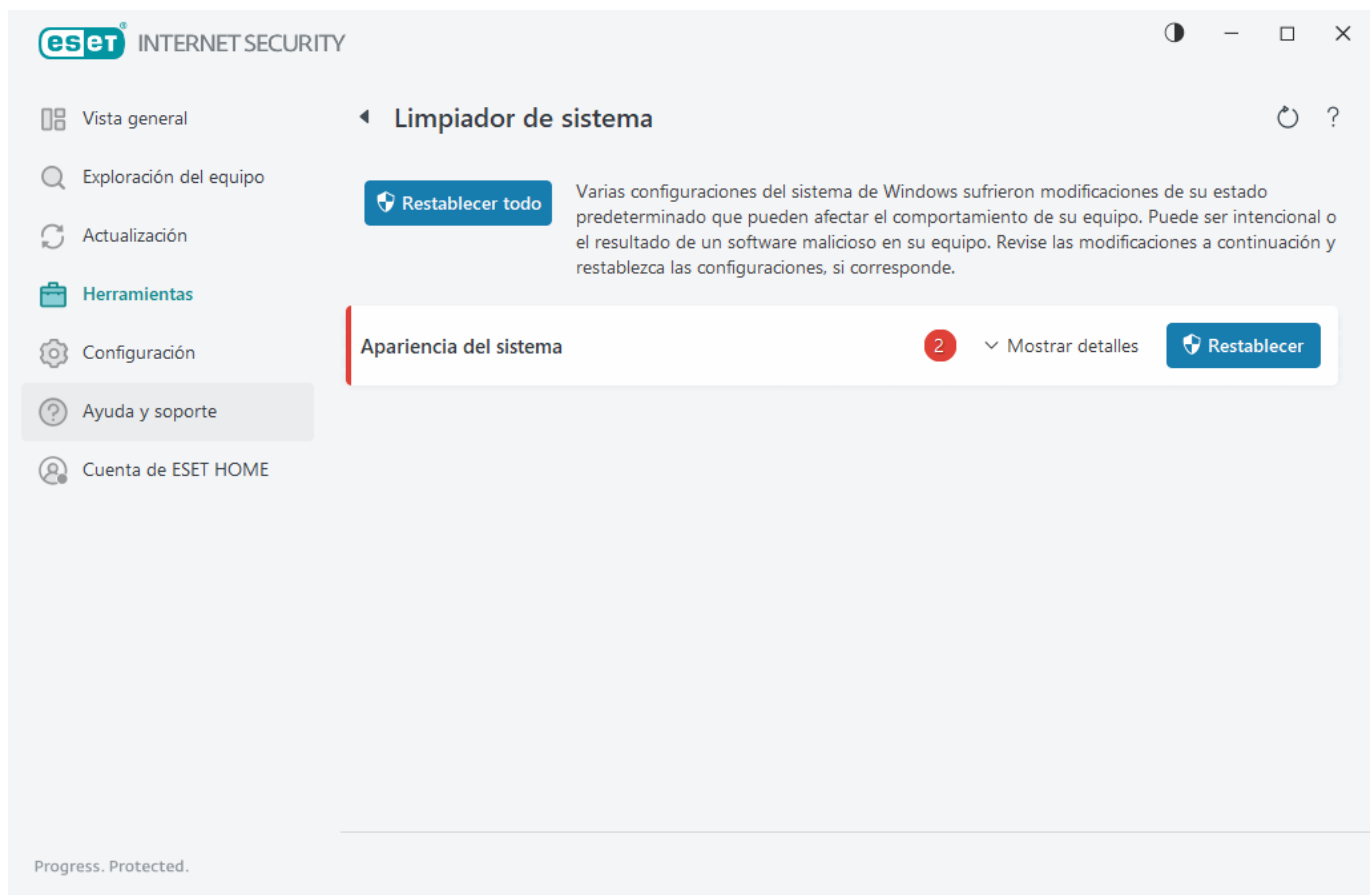 eset® INTERNET SECURITY
Vista general
Exploración del equipo
Actualización
Herramientas
Configuración
Ayuda y soporte
Cuenta de ESET HOME
Limpiador de sistema
?
Restablecer todo
Varias configuraciones del sistema de Windows sufrieron modificaciones de su estado
predeterminado que pueden afectar el comportamiento de su equipo. Puede ser intencional o
el resultado de un software malicioso en su equipo. Revise las modificaciones a continuación y
restablezca las configuraciones, si corresponde.
Apariencia del sistema 2 Mostrar detalles Restablecer
Progress. Protected.